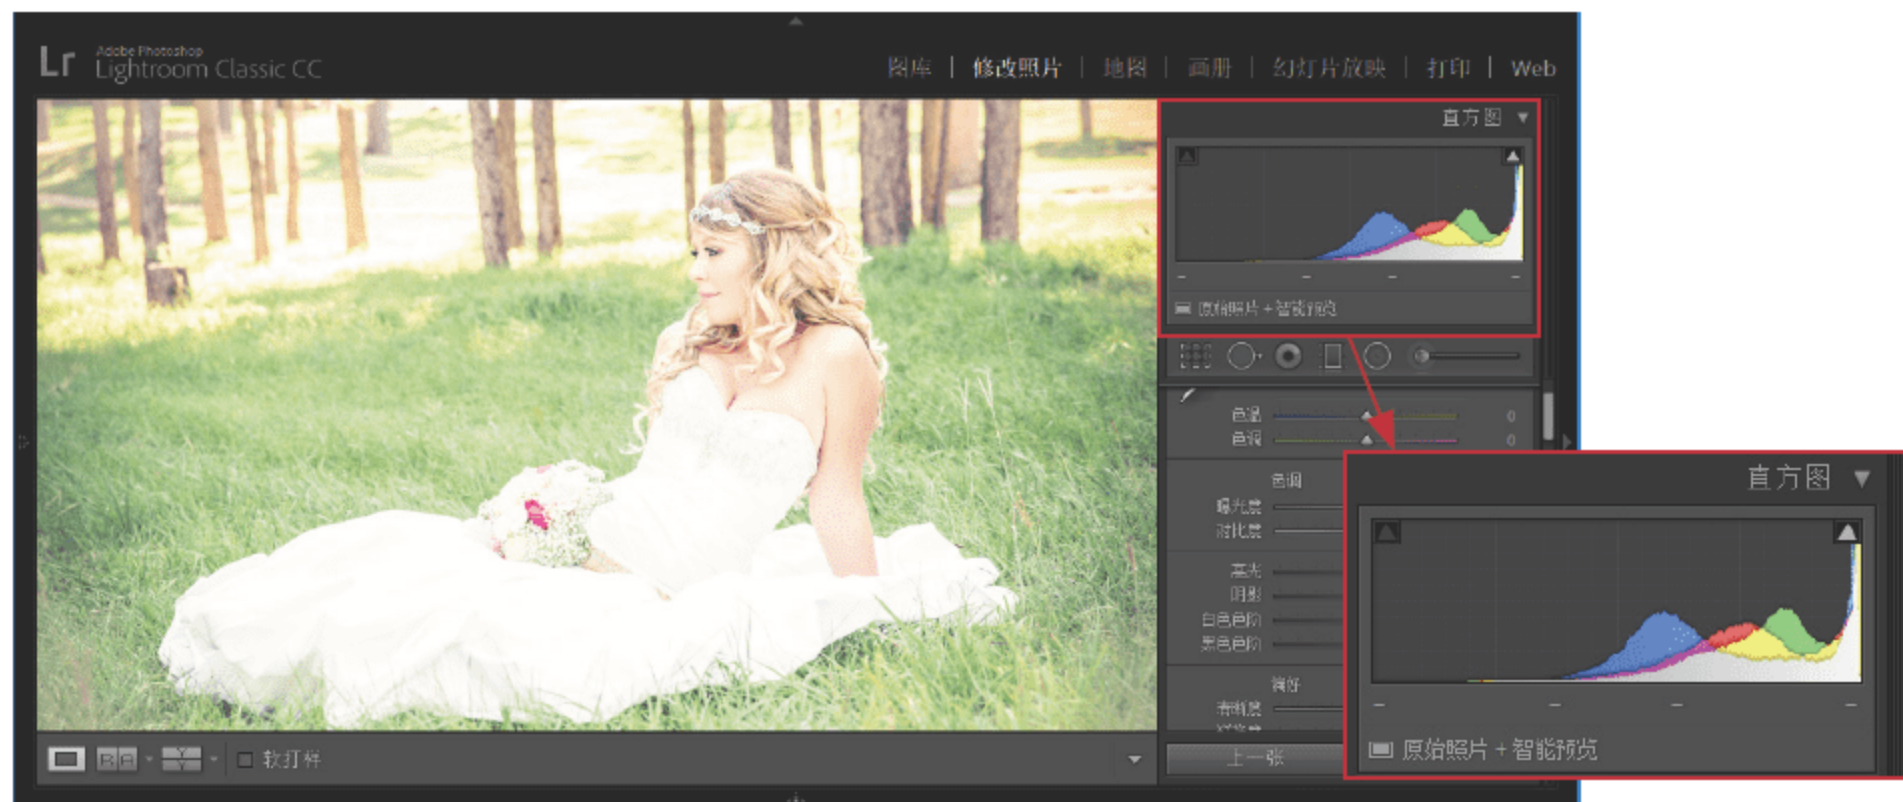 Lr
Adobe Photoshop
Lightroom Classic CC
图库 | 修改照片 | 地图 | 画册 | 幻灯片放映 | 打印 | Web
直方图
原始照片 + 智能预览
色温 0
色调 0
色调
曝光度
对比度
高光
阴影
白色色阶
黑色色阶
偏好
清晰度
上一张
软打样
直方图
原始照片 + 智能预览